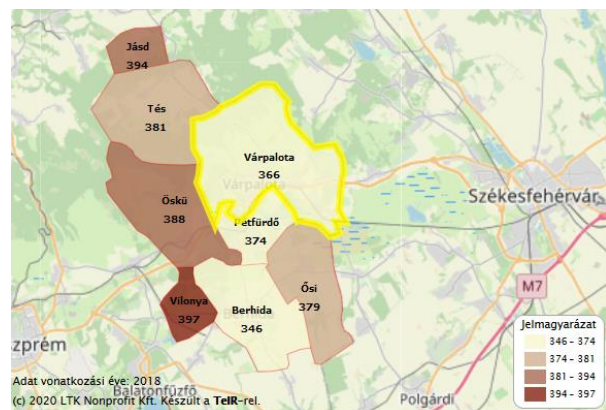 Jásd
394
Tés
381
Várpalota
366
Várpalota
Öskü
388
Pétfürdő
374
Székesfehérvár
Ősi
379
M7
Vilonya
397
Berhida
346
Jelmagyarázat
346 - 374
374 - 381
381 - 394
394 - 397
szprém
Adat vonatkozási éve: 2018
Balatonfűzfő
Polgárdi
(c) 2020 LTK Nonprofit Kft. Készült a TeIR-rel.